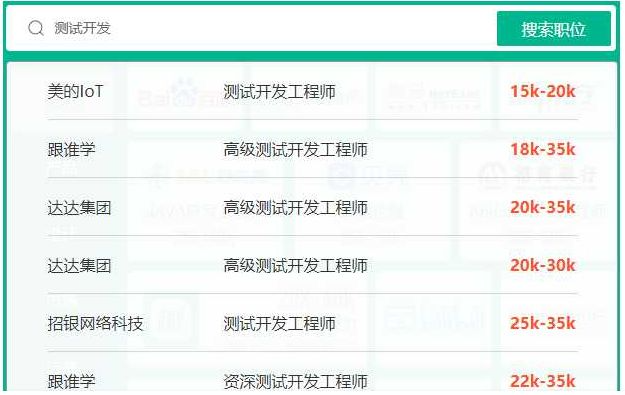 测试开发 搜索职位
美的IoT 测试开发工程师 15k-20k
跟谁学 高级测试开发工程师 18k-35k
达达集团 高级测试开发工程师 20k-35k
达达集团 高级测试开发工程师 20k-30k
招银网络科技 测试开发工程师 25k-35k
跟谁学 资深测试开发工程师 22k-35k